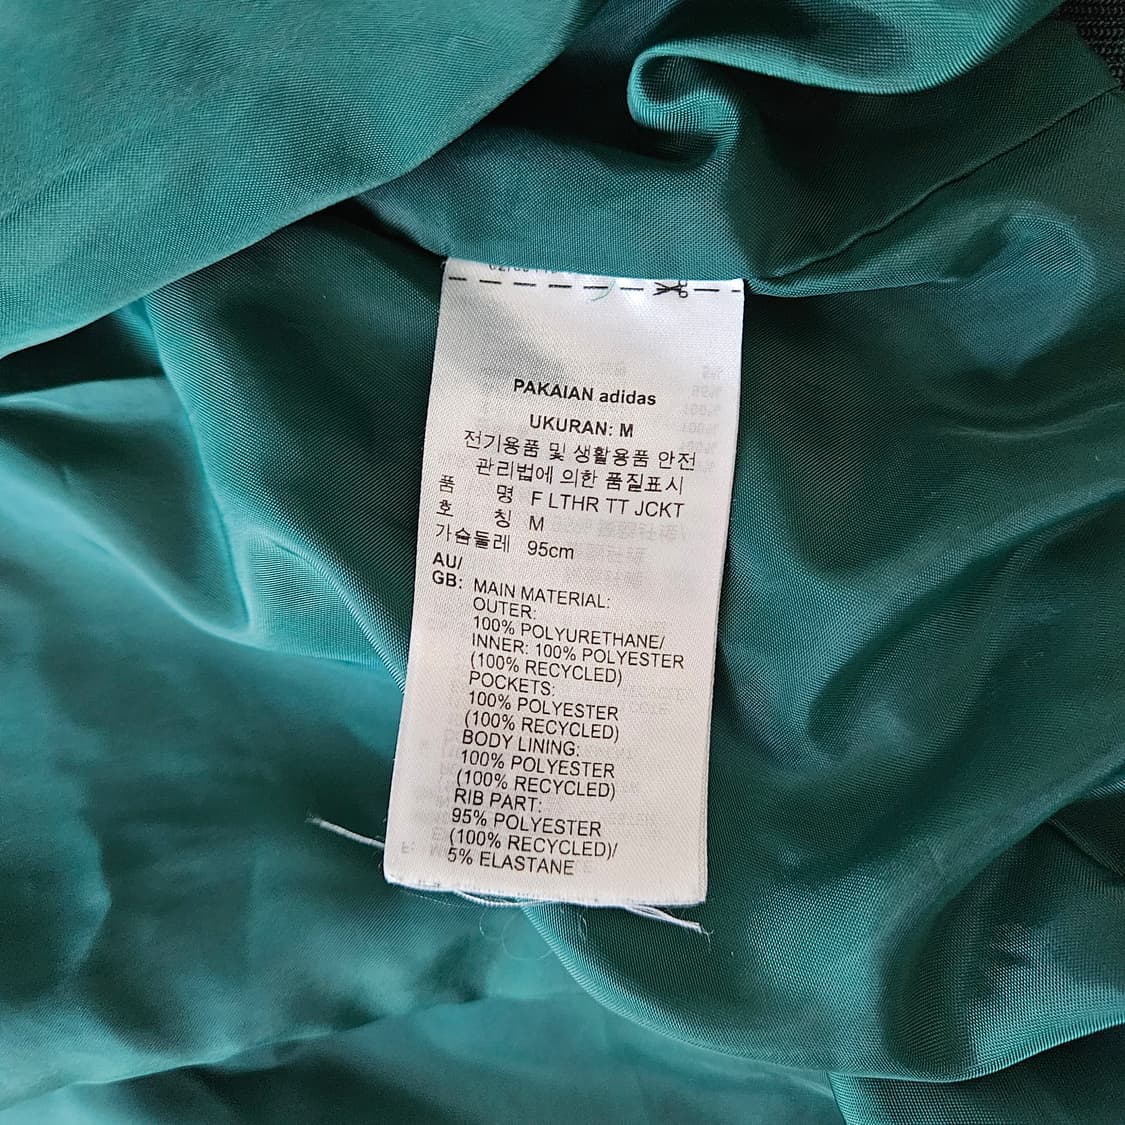 PAKAIAN adidas
UKURAN: M
전기용품 및 생활용품 안전
관리법에 의한 품질표시
품 명 F LTHR TT JCKT
호 칭 M
가슴둘레 95cm
AU/
GB: MAIN MATERIAL:
OUTER:
100% POLYURETHANE/
INNER: 100% POLYESTER
(100% RECYCLED)
POCKETS:
100% POLYESTER
(100% RECYCLED)
BODY LINING:
100% POLYESTER
(100% RECYCLED)
RIB PART:
95% POLYESTER
(100% RECYCLED)/
5% ELASTANE